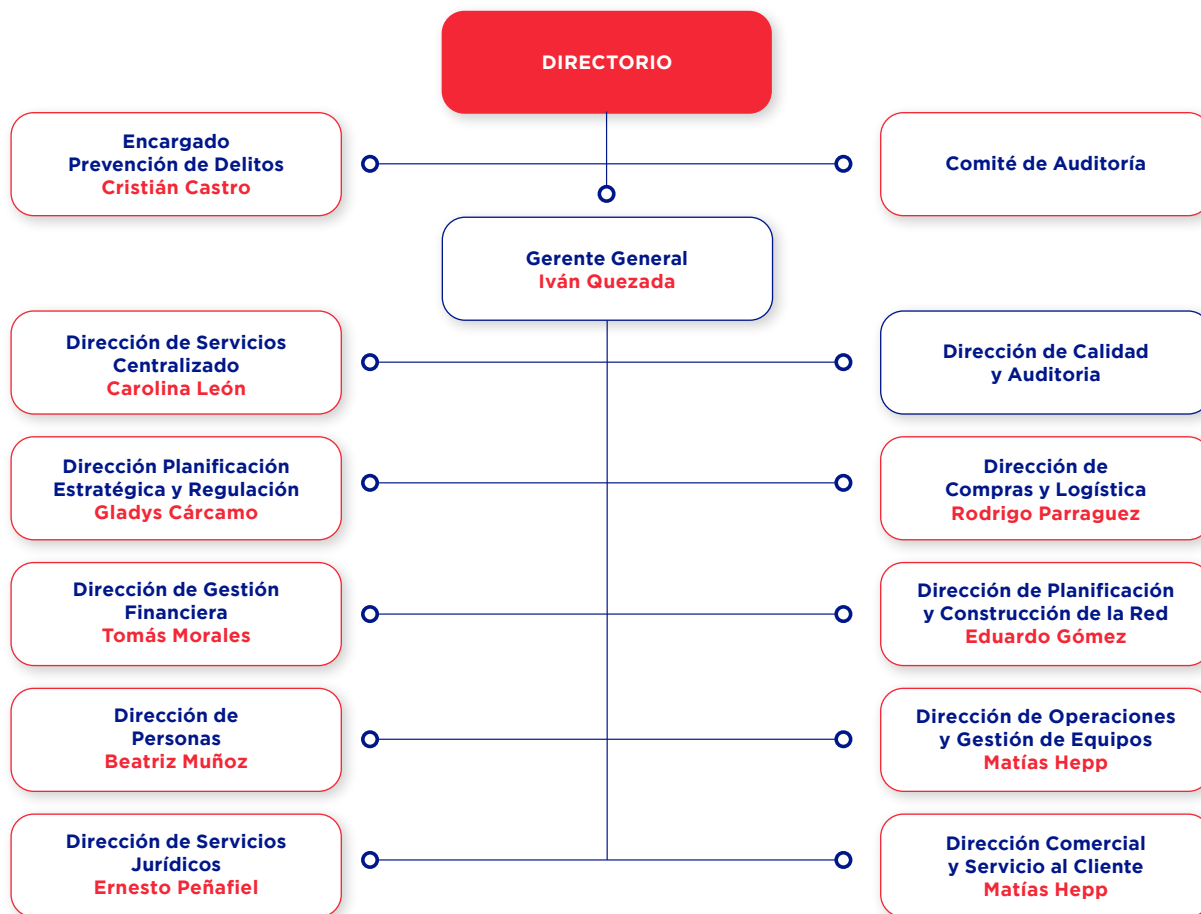 DIRECTORIO
Encargado
Prevención de Delitos
Cristián Castro
Comité de Auditoría
Gerente General
Iván Quezada
Dirección de Servicios
Centralizado
Carolina León
Dirección de Calidad
y Auditoria
Dirección Planificación
Estratégica y Regulación
Gladys Cárcamo
Dirección de
Compras y Logística
Rodrigo Parraguez
Dirección de Gestión
Financiera
Tomás Morales
Dirección de Planificación
y Construcción de la Red
Eduardo Gómez
Dirección de
Personas
Beatriz Muñoz
Dirección de Operaciones
y Gestión de Equipos
Matías Hepp
Dirección de Servicios
Jurídicos
Ernesto Peñafiel
Dirección Comercial
y Servicio al Cliente
Matías Hepp